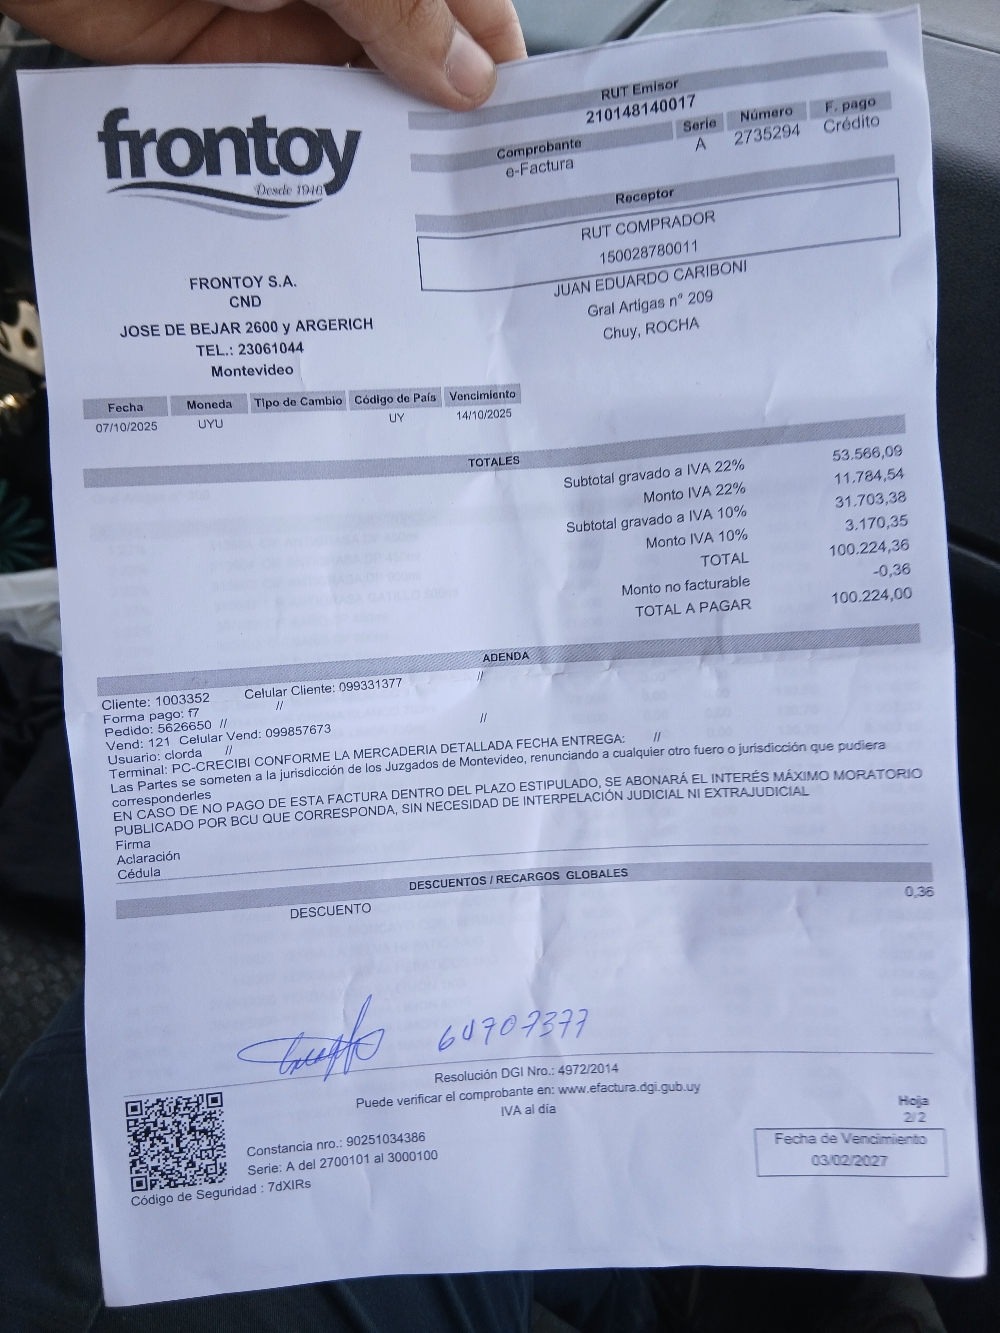 frontoy
Desde 1946
RUT Emisor
210148140017
Comprobante Serie Número F. pago
e-Factura A 2735294 Crédito
Receptor
RUT COMPRADOR
150028780011
JUAN EDUARDO CARIBONI
Gral Artigas n° 209
Chuy, ROCHA
FRONTOY S.A.
CND
JOSE DE BEJAR 2600 y ARGERICH
TEL.: 23061044
Montevideo
Fecha Moneda Tipo de Cambio Código de País Vencimiento
07/10/2025 UYU UY 14/10/2025
TOTALES
Subtotal gravado a IVA 22% 53.566,09
Monto IVA 22% 11.784,54
Subtotal gravado a IVA 10% 31.703,38
Monto IVA 10% 3.170,35
TOTAL 100.224,36
Monto no facturable -0,36
TOTAL A PAGAR 100.224,00
ADENDA
Cliente: 1003352 Celular Cliente: 099331377 //
Forma pago: f7 //
Pedido: 5626650 //
Vend: 121 Celular Vend: 099857673 //
Usuario: clorda //
Terminal: PC-CRECIBI CONFORME LA MERCADERIA DETALLADA FECHA ENTREGA: //
Las Partes se someten a la jurisdicción de los Juzgados de Montevideo, renunciando a cualquier otro fuero o jurisdicción que pudiera
corresponderles
EN CASO DE NO PAGO DE ESTA FACTURA DENTRO DEL PLAZO ESTIPULADO, SE ABONARÁ EL INTERÉS MÁXIMO MORATORIO
PUBLICADO POR BCU QUE CORRESPONDA, SIN NECESIDAD DE INTERPELACIÓN JUDICIAL NI EXTRAJUDICIAL
Firma
Aclaración
Cédula
DESCUENTOS / RECARGOS GLOBALES
DESCUENTO 0,36
Resolución DGI Nro.: 4972/2014
Puede verificar el comprobante en: www.efactura.dgi.gub.uy
IVA al día
Constancia nro.: 90251034386
Serie: A del 2700101 al 3000100
Código de Seguridad : 7dXIRs
Hoja
2/2
Fecha de Vencimiento
03/02/2027